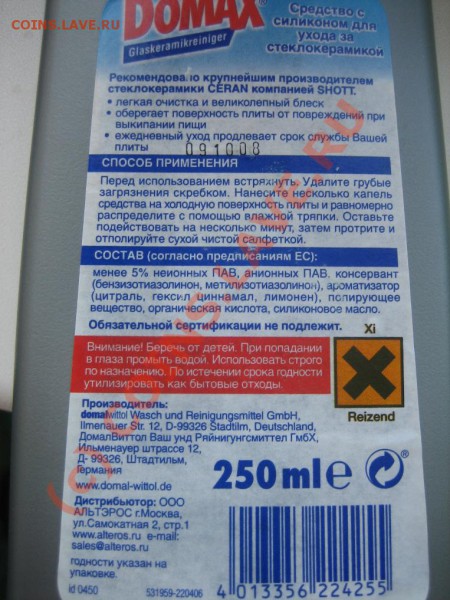 COINS.LAVE.RU
DOMAX®
Glaskeramikreiniger
Средство с
силиконом для
ухода за
стеклокерамикой
Рекомендовано крупнейшим производителем
стеклокерамики CERAN компанией SHOTT.
• легкая очистка и великолепный блеск
• оберегает поверхность плиты от повреждений при
выкипании пищи
• ежедневный уход продлевает срок службы Вашей
плиты
091008
СПОСОБ ПРИМЕНЕНИЯ
Перед использованием встряхнуть. Удалите грубые
загрязнения скребком. Нанесите несколько капель
средства на холодную поверхность плиты и равномерно
распределите с помощью влажной тряпки. Оставьте
подействовать на несколько минут, затем протрите и
отполируйте сухой чистой салфеткой.
СОСТАВ (согласно предписаниям ЕС):
менее 5% неионных ПАВ, анионных ПАВ, консервант
(бензизотиазолинон, метилизотиазолинон), ароматизатор
(цитраль, гексил циннамал, лимонен), полирующее
вещество, органическая кислота, силиконовое масло.
Обязательной сертификации не подлежит.
Внимание! Беречь от детей. При попадании
в глаза промыть водой. Использовать строго
по назначению. По истечении срока годности
утилизировать как бытовые отходы.
Xi
Reizend
Производитель:
domalwittol Wasch und Reinigungsmittel GmbH,
Ilmenauer Str. 12, D-99326 Stadtilm, Deutschland,
ДомалВиттол Ваш унд Ряйнигунгсмиттел ГмбХ,
Ильменауер штрассе 12,
Д- 99326, Штадтильм,
Германия
www.domal-wittol.de
250 ml e
Дистрибьютор: ООО
АЛЬТЭРОС г.Москва,
ул.Самокатная 2, стр.1
www.alteros.ru e-mail:
sales@alteros.ru
годности указан на
упаковке.
id 0450
531959-220406
4 013356 224255
COINS.LAVE.RU